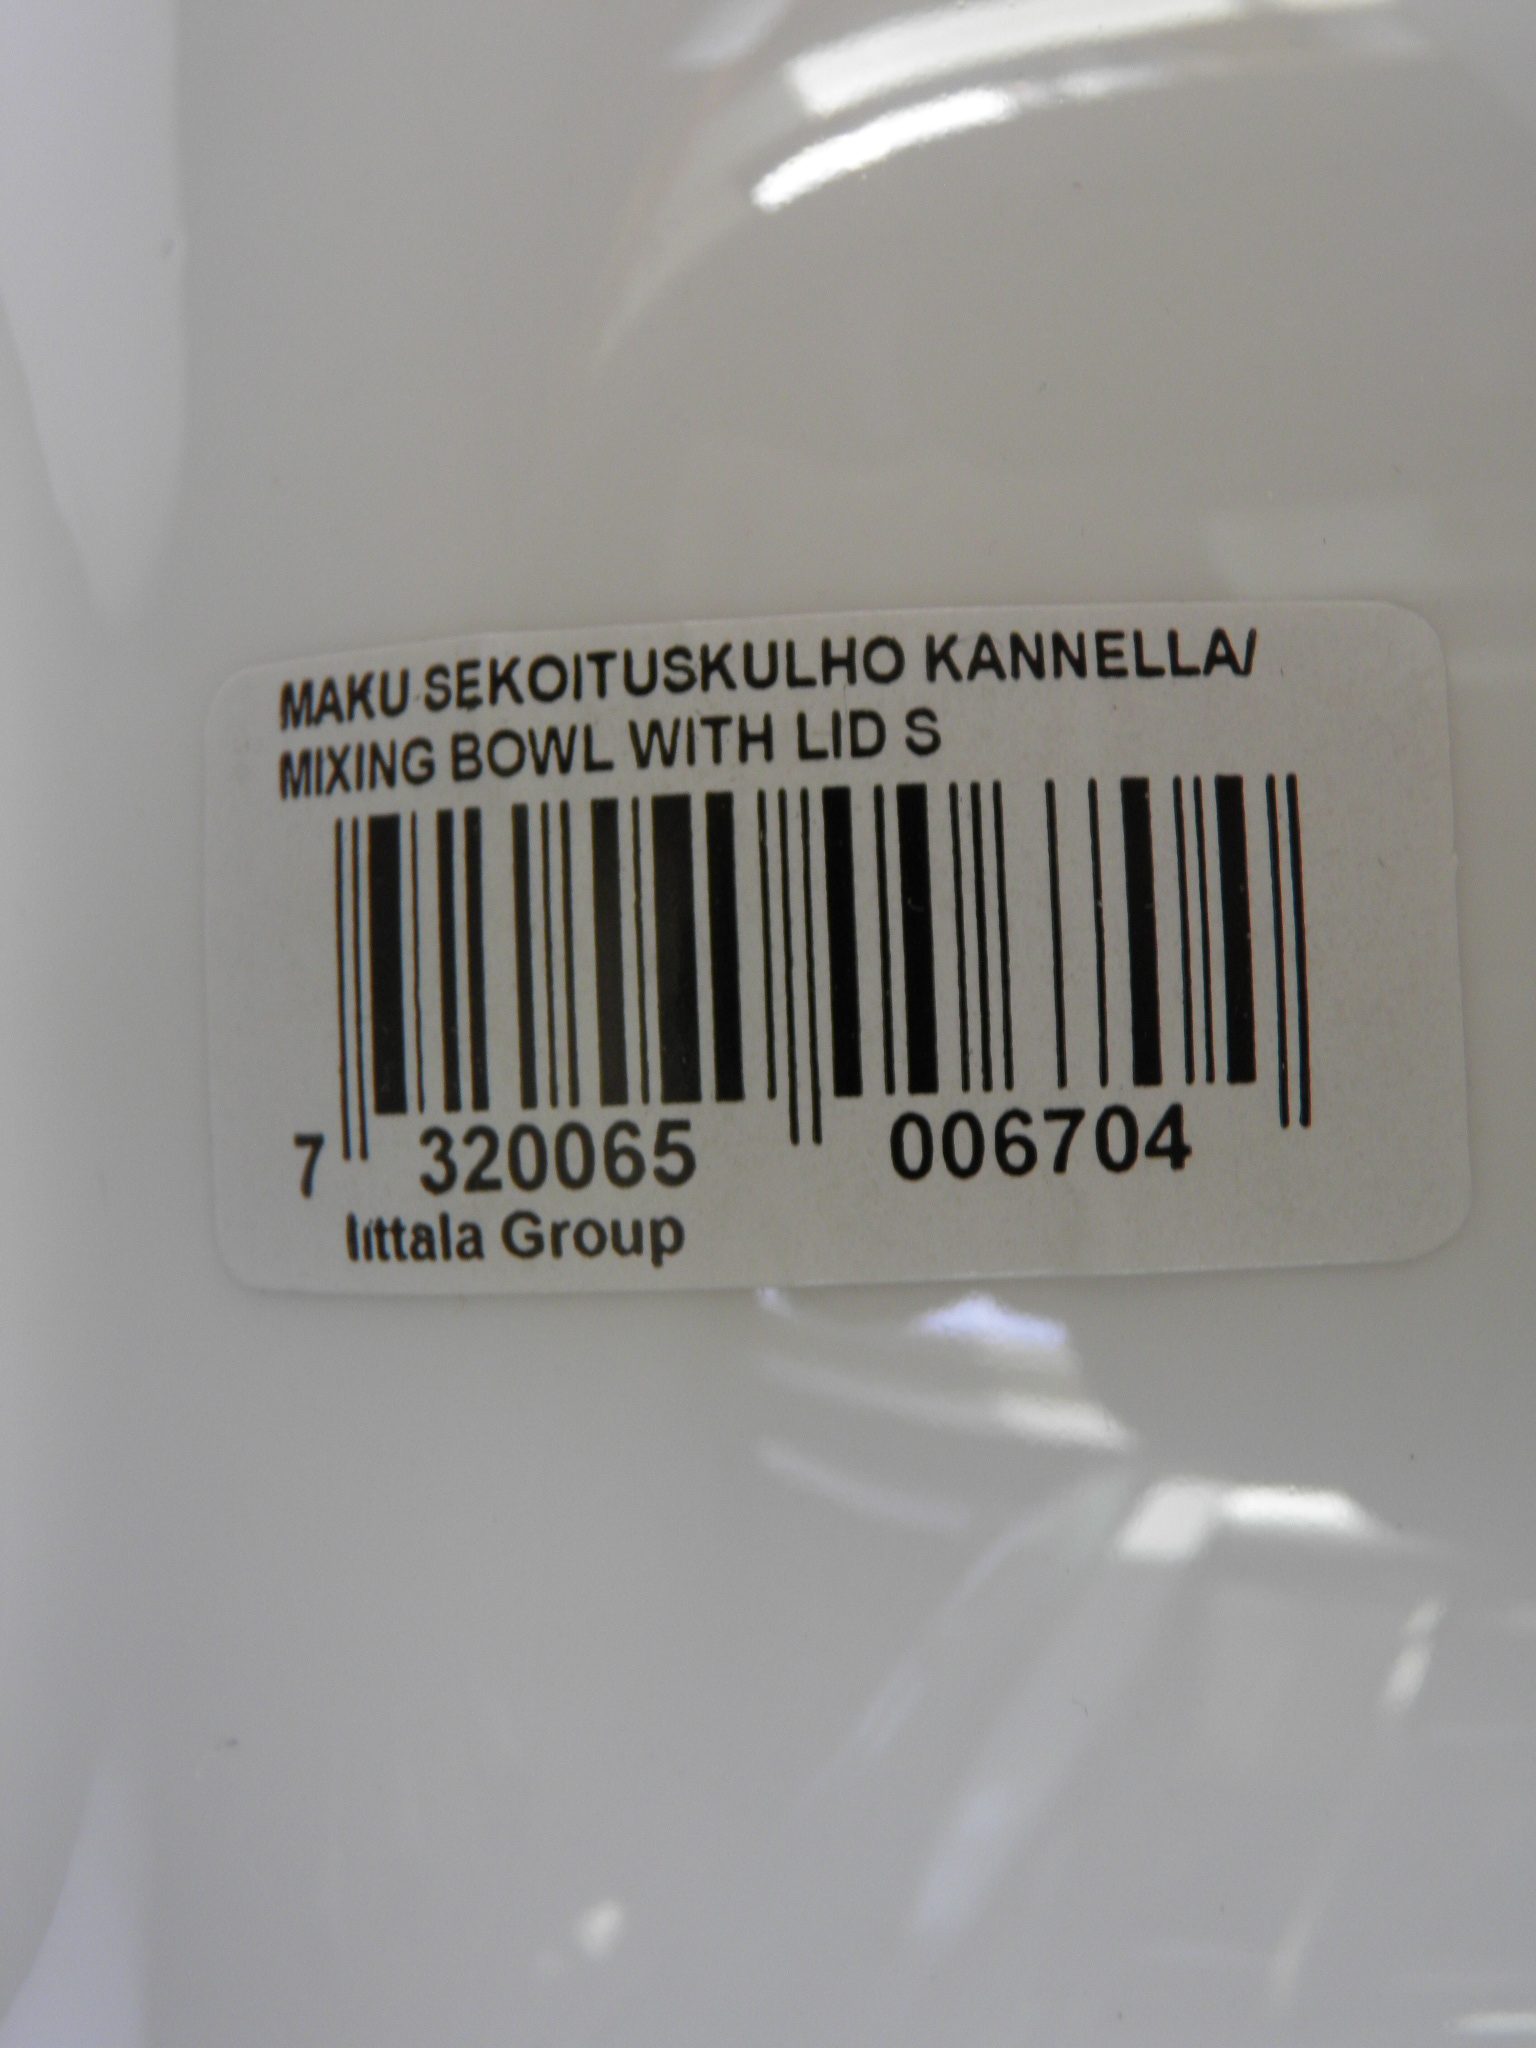 MAKU SEKOITUSKULHO KANNELLA/
MIXING BOWL WITH LID S
7 320065 006704
Iittala Group